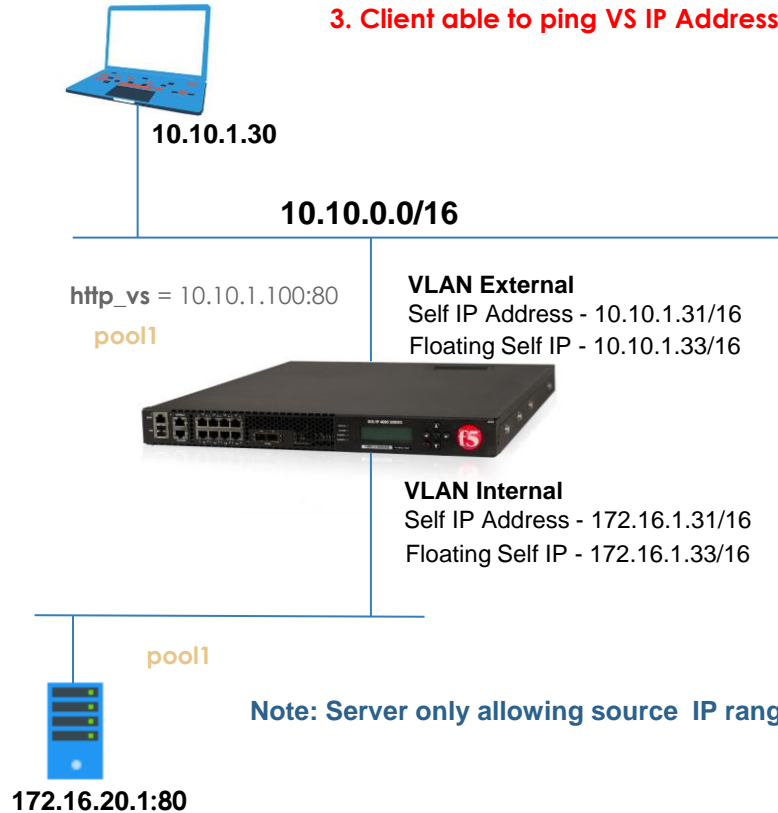 3. Client able to ping VS IP Address
10.10.1.30
10.10.0.0/16
http_vs = 10.10.1.100:80
pool1
VLAN External
Self IP Address - 10.10.1.31/16
Floating Self IP - 10.10.1.33/16
f5
VLAN Internal
Self IP Address - 172.16.1.31/16
Floating Self IP - 172.16.1.33/16
pool1
Note: Server only allowing source IP rang
172.16.20.1:80